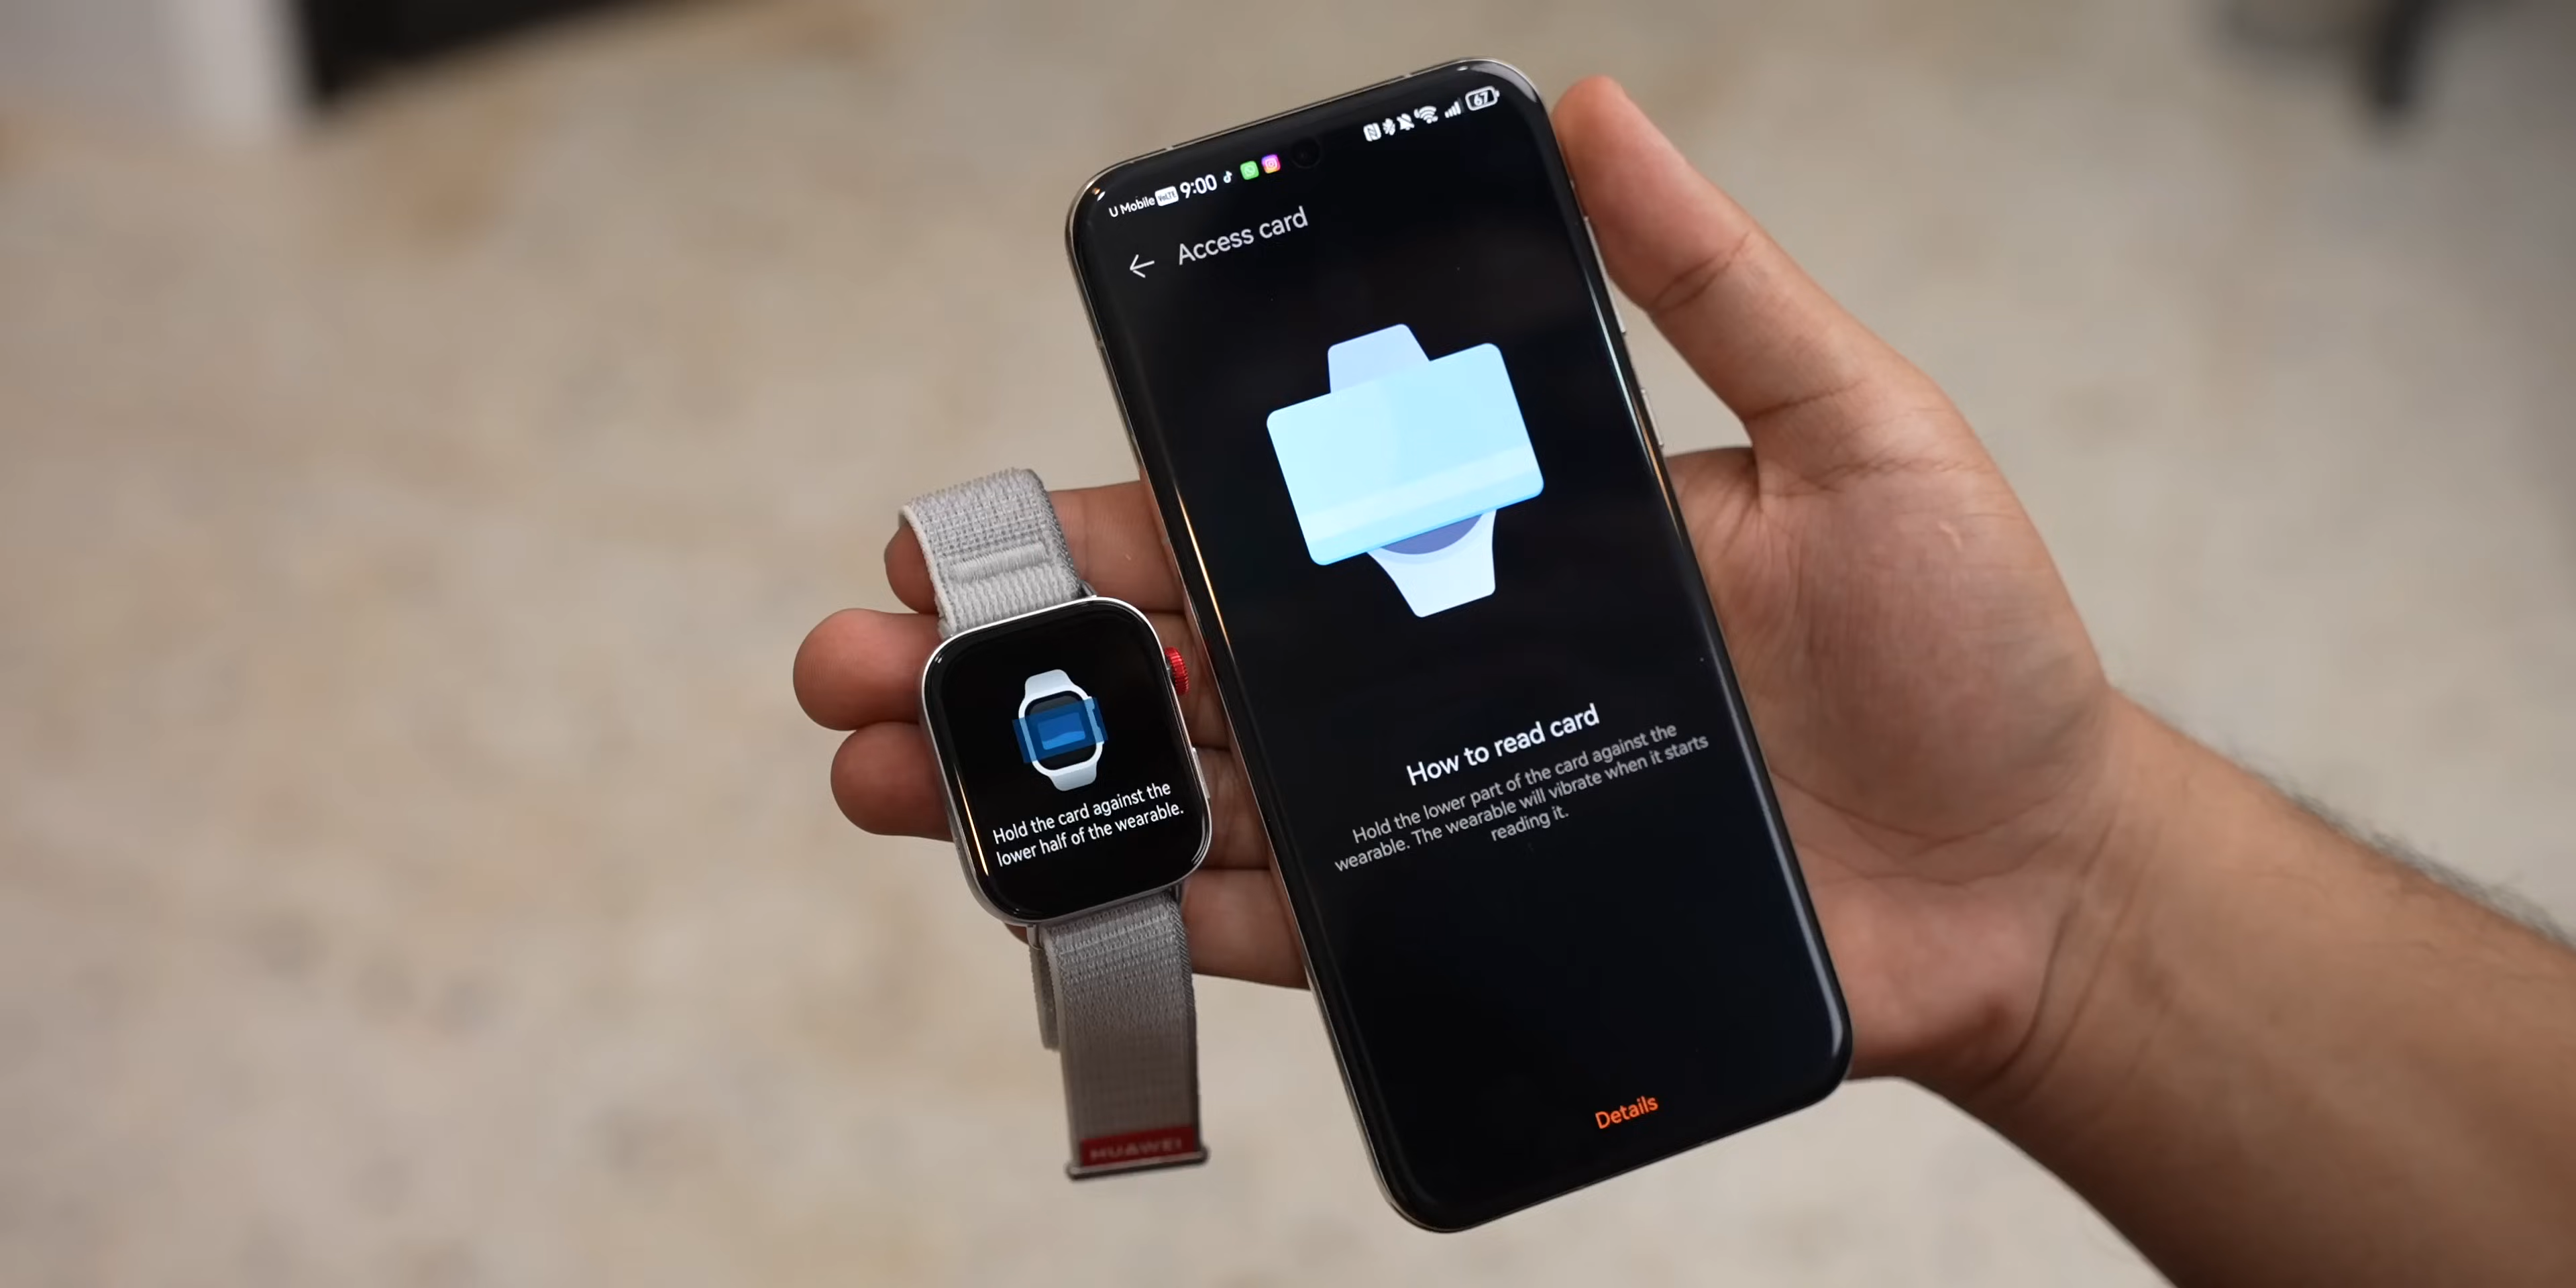 U Mobile VoLTE 9:00 67
Access card
How to read card
Hold the lower part of the card against the
wearable. The wearable will vibrate when it starts
reading it.
Details
Hold the card against the
lower half of the wearable.
HUAWEI